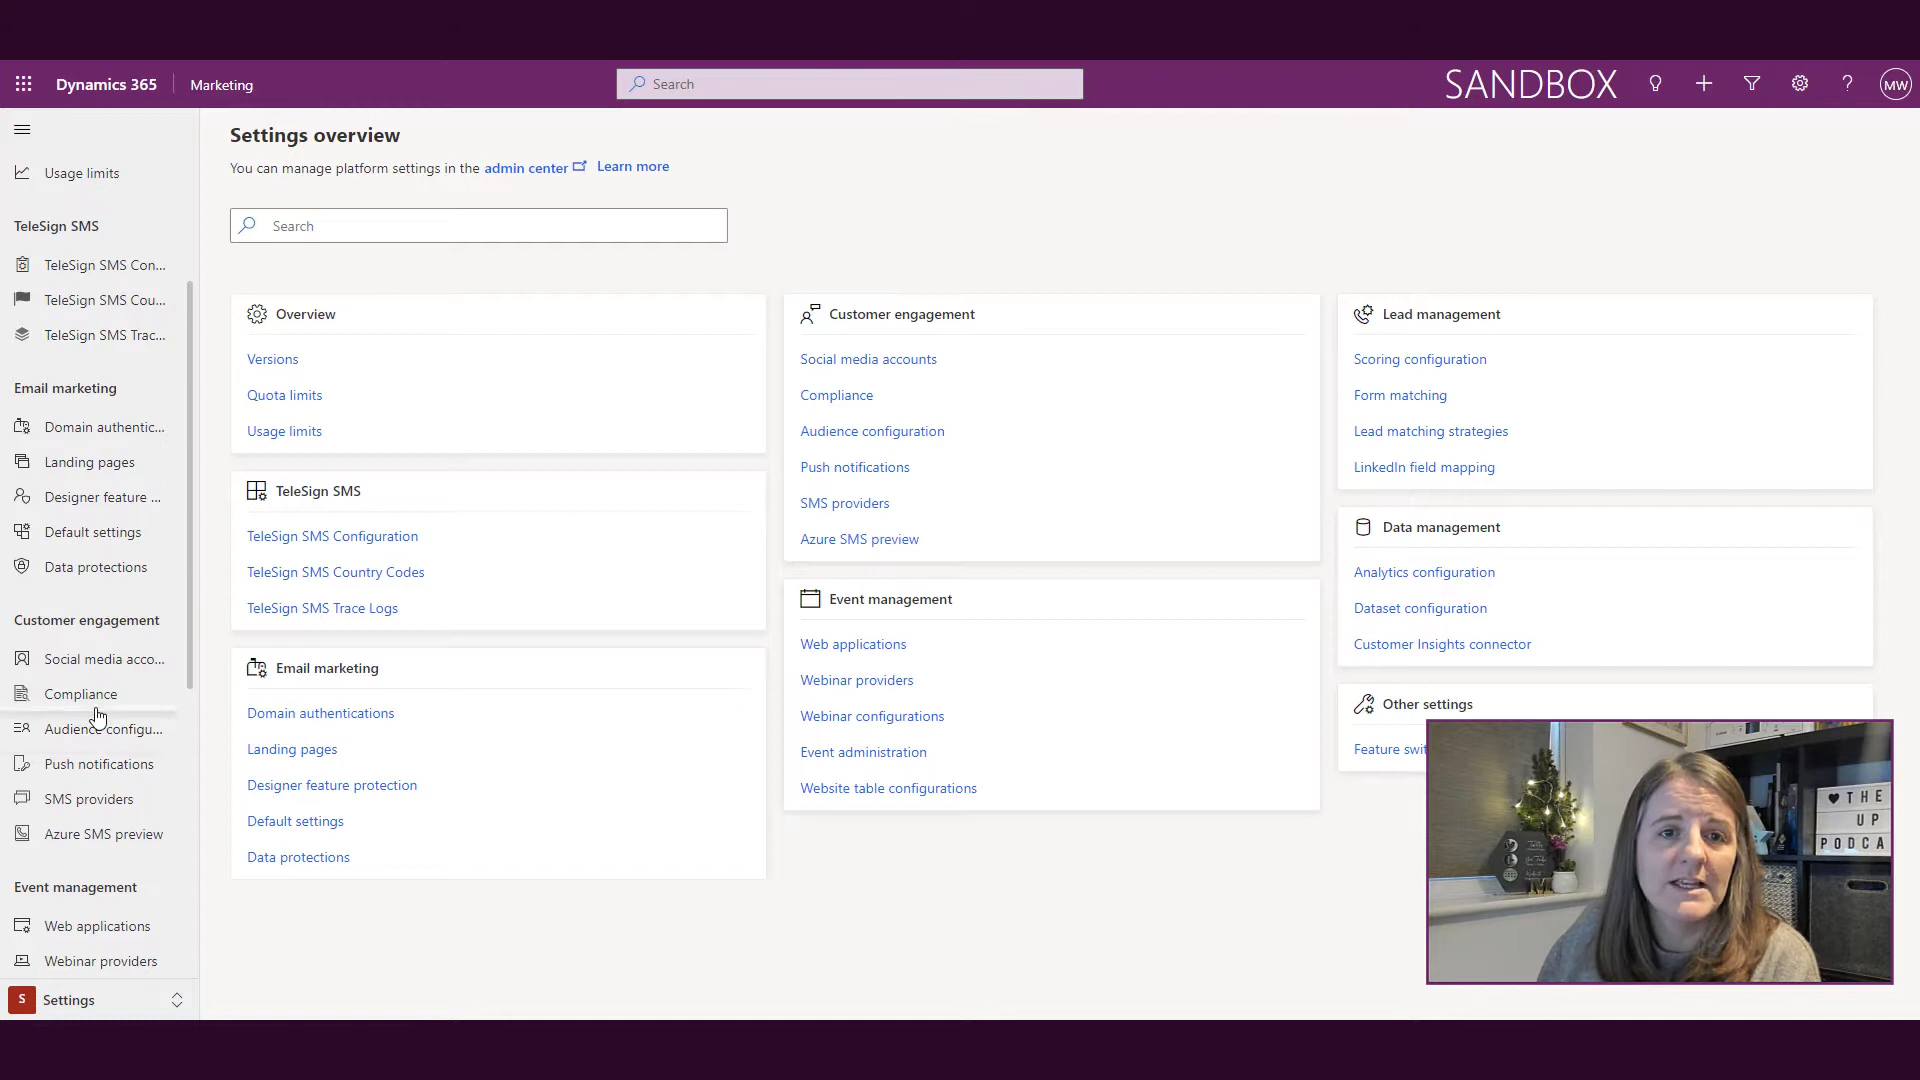 Dynamics 365
Marketing
Search
SANDBOX
MW
Usage limits
TeleSign SMS
TeleSign SMS Con...
TeleSign SMS Cou...
TeleSign SMS Trac...
Email marketing
Domain authentic...
Landing pages
Designer feature ...
Default settings
Data protections
Customer engagement
Social media acco...
Compliance
Audience configu...
Push notifications
SMS providers
Azure SMS preview
Event management
Web applications
Webinar providers
S
Settings
Settings overview
You can manage platform settings in the admin center Learn more
Search
Overview
Versions
Quota limits
Usage limits
TeleSign SMS
TeleSign SMS Configuration
TeleSign SMS Country Codes
TeleSign SMS Trace Logs
Email marketing
Domain authentications
Landing pages
Designer feature protection
Default settings
Data protections
Customer engagement
Social media accounts
Compliance
Audience configuration
Push notifications
SMS providers
Azure SMS preview
Event management
Web applications
Webinar providers
Webinar configurations
Event administration
Website table configurations
Lead management
Scoring configuration
Form matching
Lead matching strategies
LinkedIn field mapping
Data management
Analytics configuration
Dataset configuration
Customer Insights connector
Other settings
Feature swit
THE
UP
PODCA